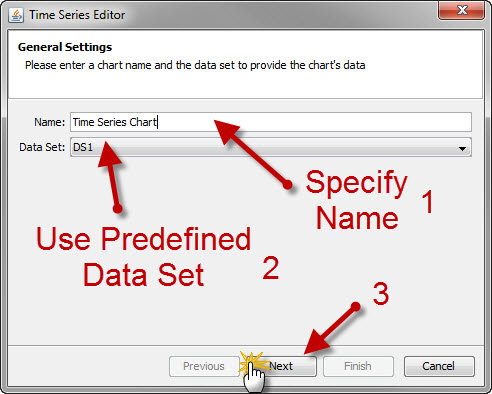 Time Series Editor
General Settings
Please enter a chart name and the data set to provide the chart's data
Name: Time Series Chart
Data Set: DS1
Specify
Name 1
Use Predefined
Data Set 2
3
Previous Next Finish Cancel